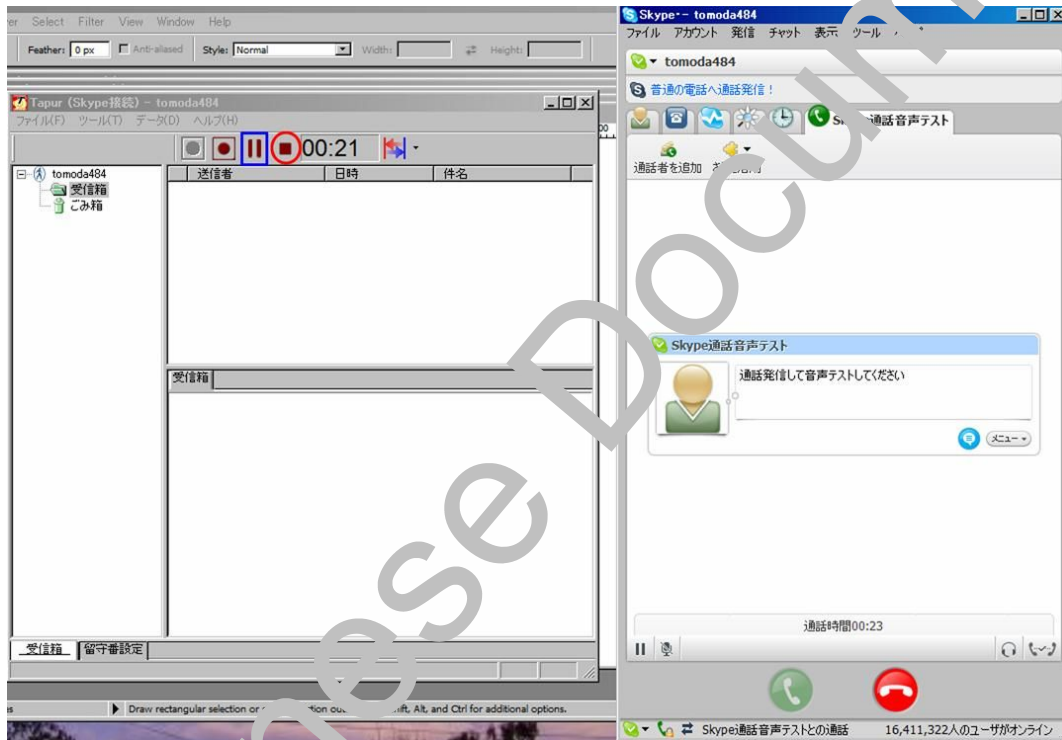 Select Filter View Window Help
Feather: 0 px Anti-aliased Style: Normal Width: Height:
Tapur (Skype接続) - tomoda484
ファイル(F) ツール(T) データ(D) ヘルプ(H)
00:21
tomoda484
受信箱
ごみ箱
送信者 日時 件名
受信箱
受信箱 留守番設定
Draw rectangular selection or Alt, and Ctrl for additional options.
Skype - tomoda484
ファイル アカウント 発信 チャット 表示 ツール
tomoda484
普通の電話へ通話発信!
通話音声テスト
通話者を追加
Skype通話音声テスト
通話発信して音声テストしてください
メニュー
通話時間00:23
Skype通話音声テストとの通話 16,411,322人のユーザがオンライン
Document